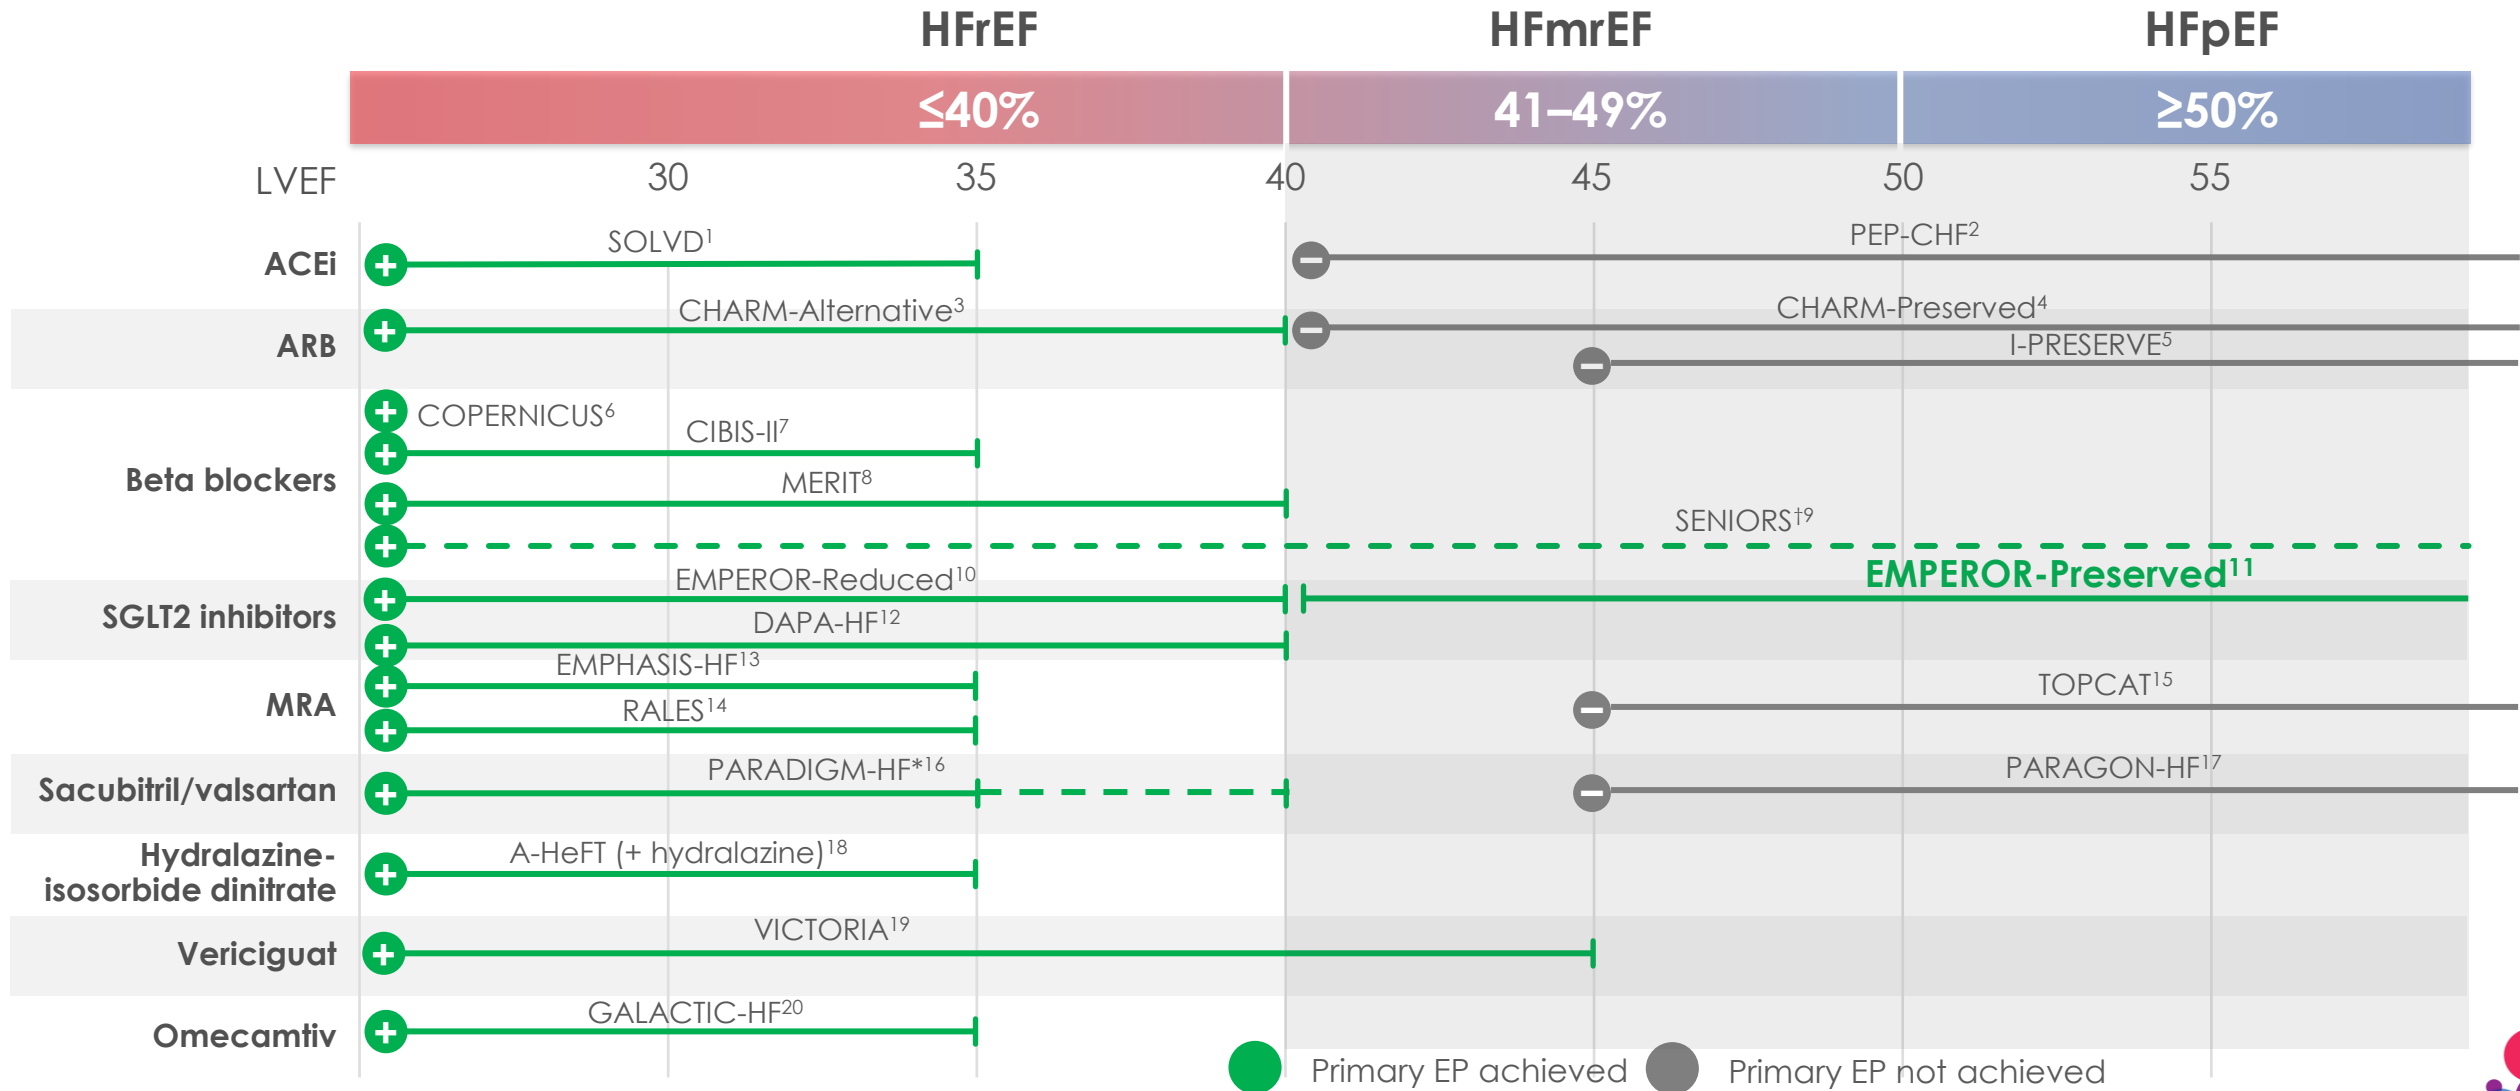 HFrEF HFmrEF HFpEF
≤40% 41–49% ≥50%
LVEF 30 35 40 45 50 55
ACEi SOLVD¹ PEP-CHF²
ARB CHARM-Alternative³ CHARM-Preserved⁴
I-PRESERVE⁵
Beta blockers
COPERNICUS⁶
CIBIS-II⁷
MERIT⁸
SENIORS†⁹
SGLT2 inhibitors
EMPEROR-Reduced¹⁰ EMPEROR-Preserved¹¹
DAPA-HF¹²
MRA
EMPHASIS-HF¹³
RALES¹⁴ TOPCAT¹⁵
Sacubitril/valsartan PARADIGM-HF*¹⁶ PARAGON-HF¹⁷
Hydralazine-
isosorbide dinitrate
A-HeFT (+ hydralazine)¹⁸
Vericiguat VICTORIA¹⁹
Omecamtiv GALACTIC-HF²⁰
Primary EP achieved Primary EP not achieved